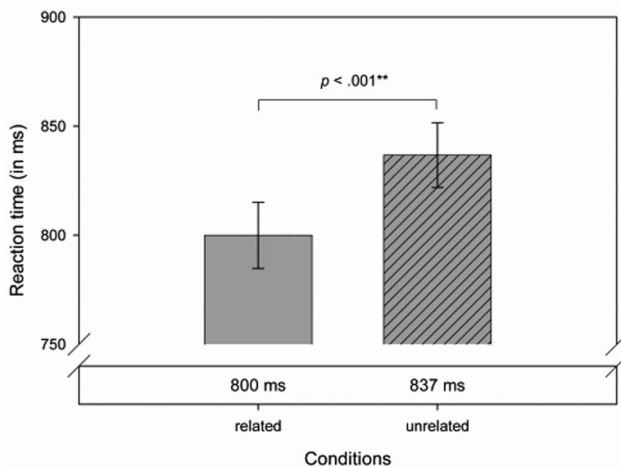 900
p < .001**
850
800
750
Reaction time (in ms)
800 ms 837 ms
related unrelated
Conditions